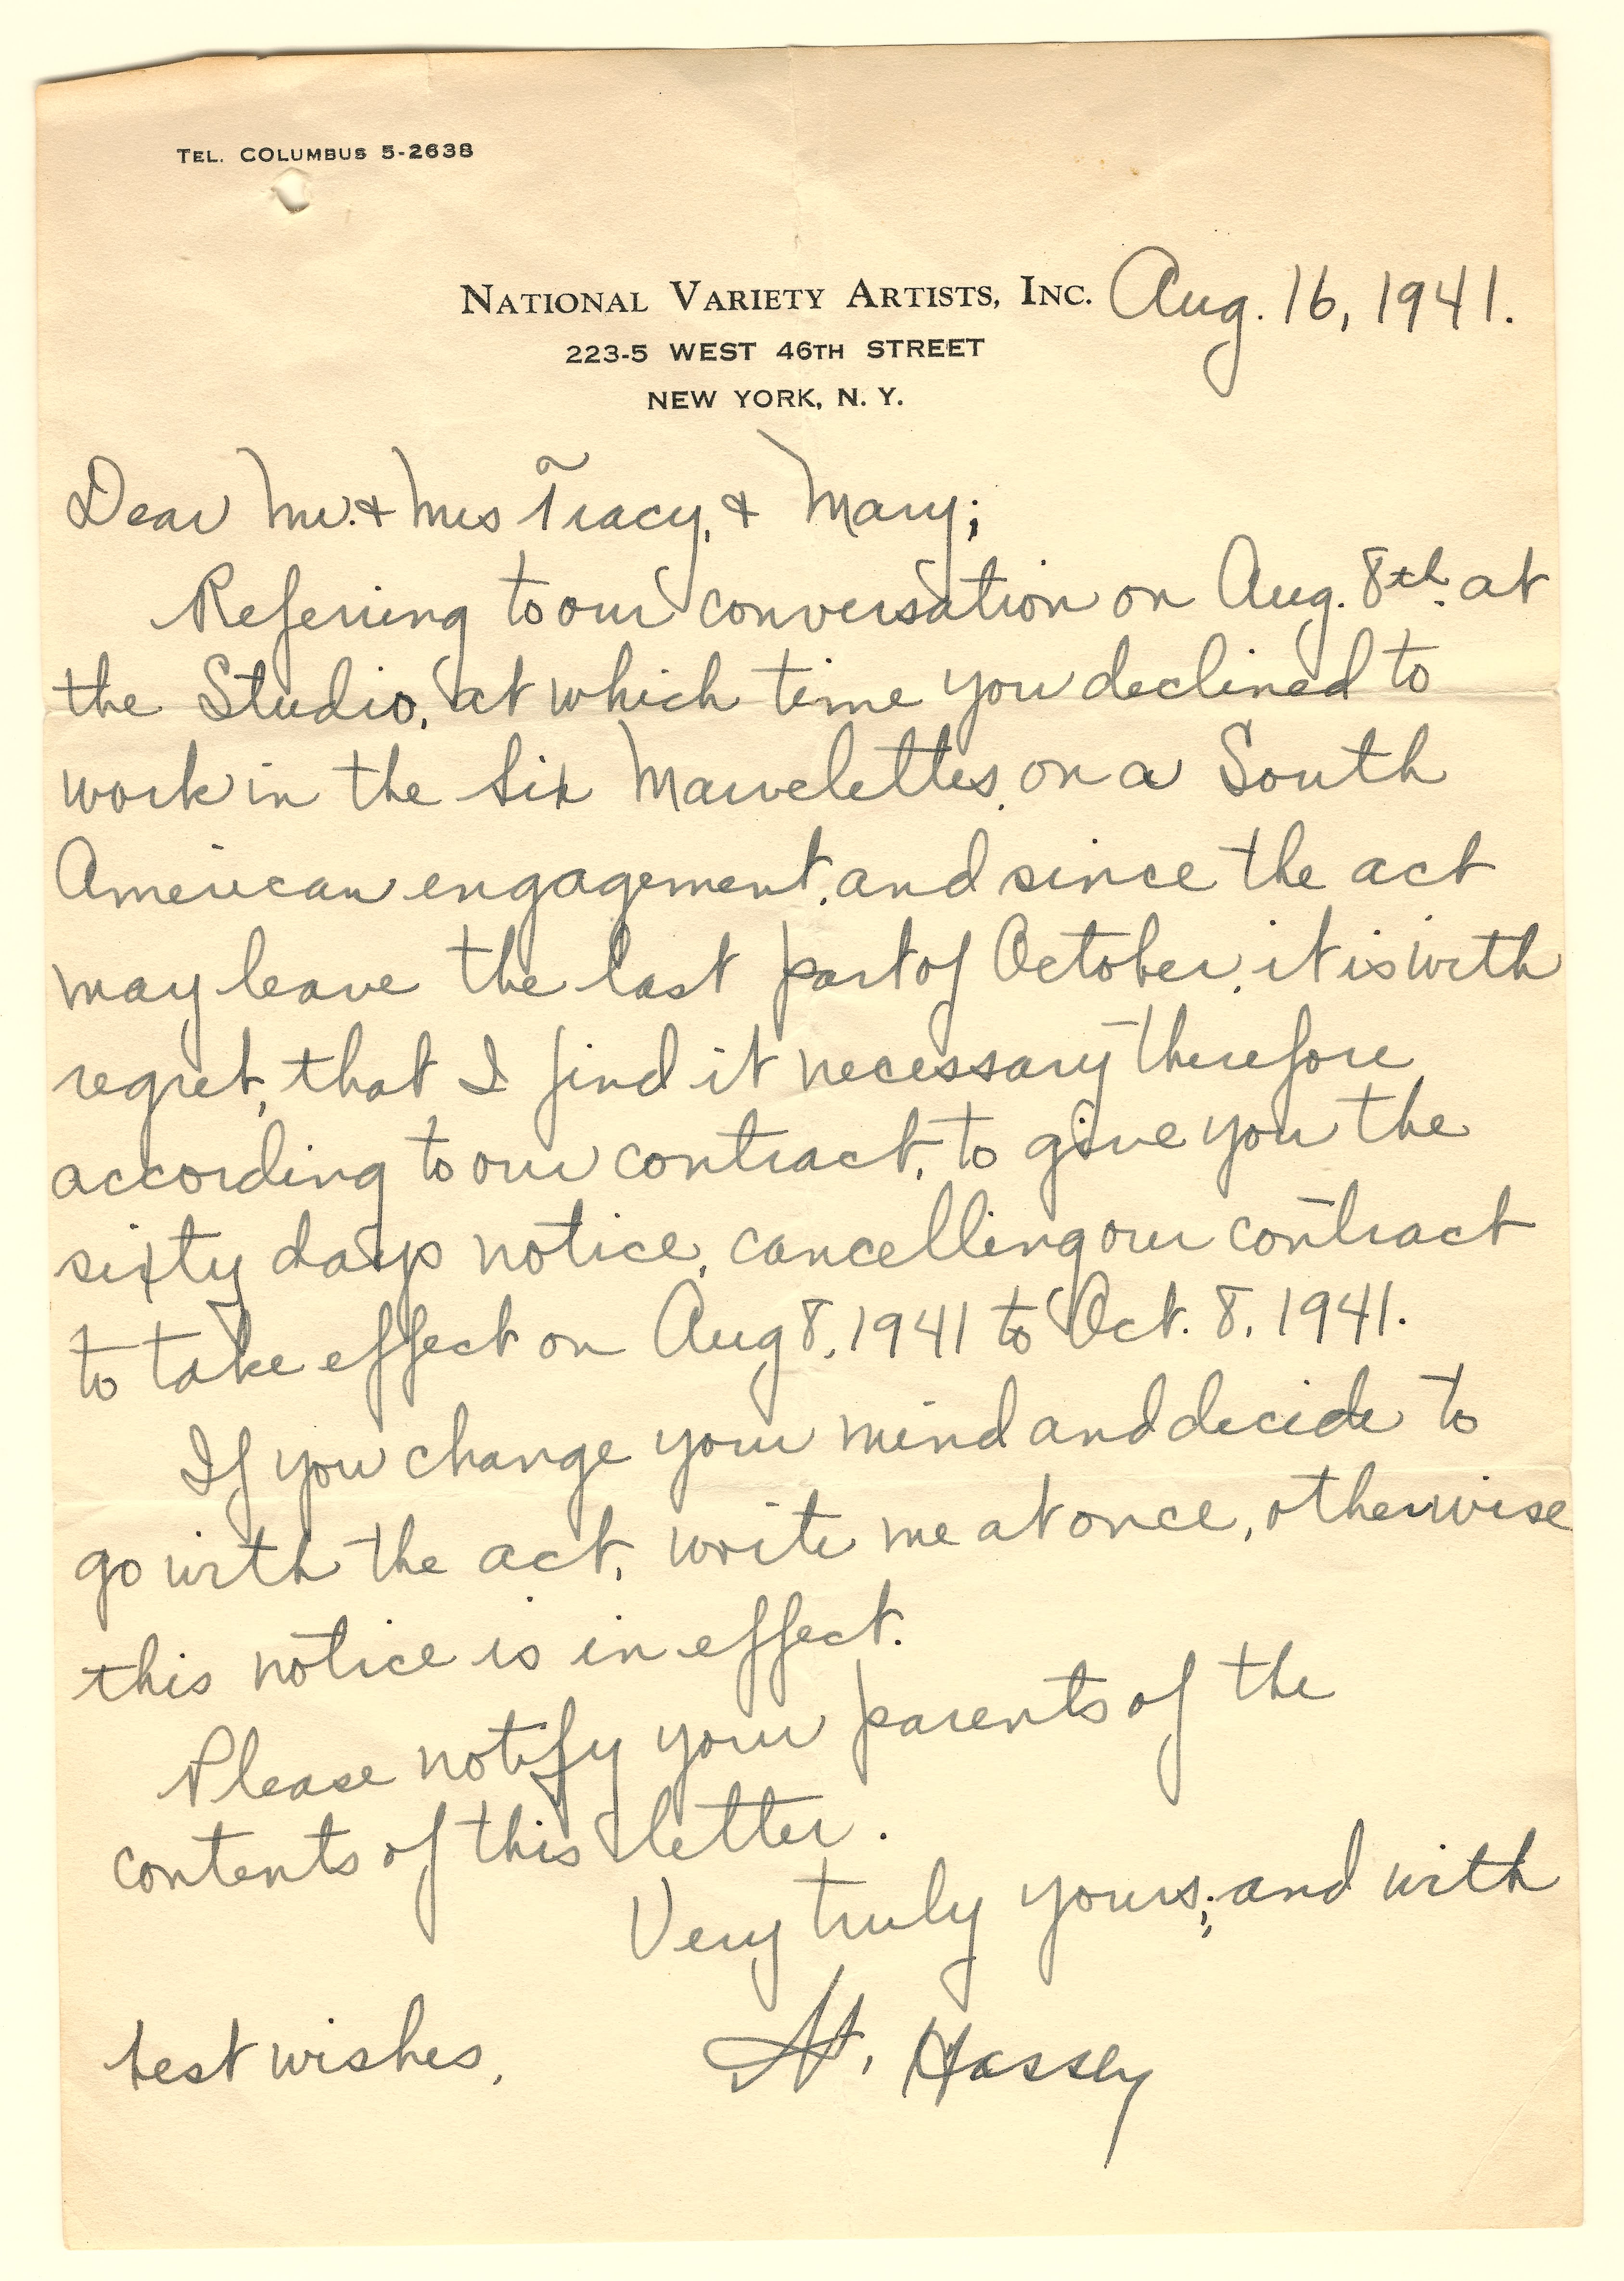 TEL. COLUMBUS 5-2638
NATIONAL VARIETY ARTISTS, INC. Aug. 16, 1941.
223-5 WEST 46TH STREET
NEW YORK, N. Y.
Dear Mr. & Mrs Tracy, & Mary;
Referring to our conversation on Aug. 8th. at
the Studio, at which time you declined to
work in the Six Marvelettes, on a South
American engagement, and since the act
may leave the last part of October, it is with
regret, that I find it necessary therefore
according to our contract, to give you the
sixty days notice, cancelling our contract
to take effect on Aug 8, 1941 to Oct. 8, 1941.
If you change your mind and decide to
go with the act, write me at once, otherwise
this notice is in effect.
Please notify your parents of the
contents of this letter.
Very truly yours; and with
best wishes, A. Hassey